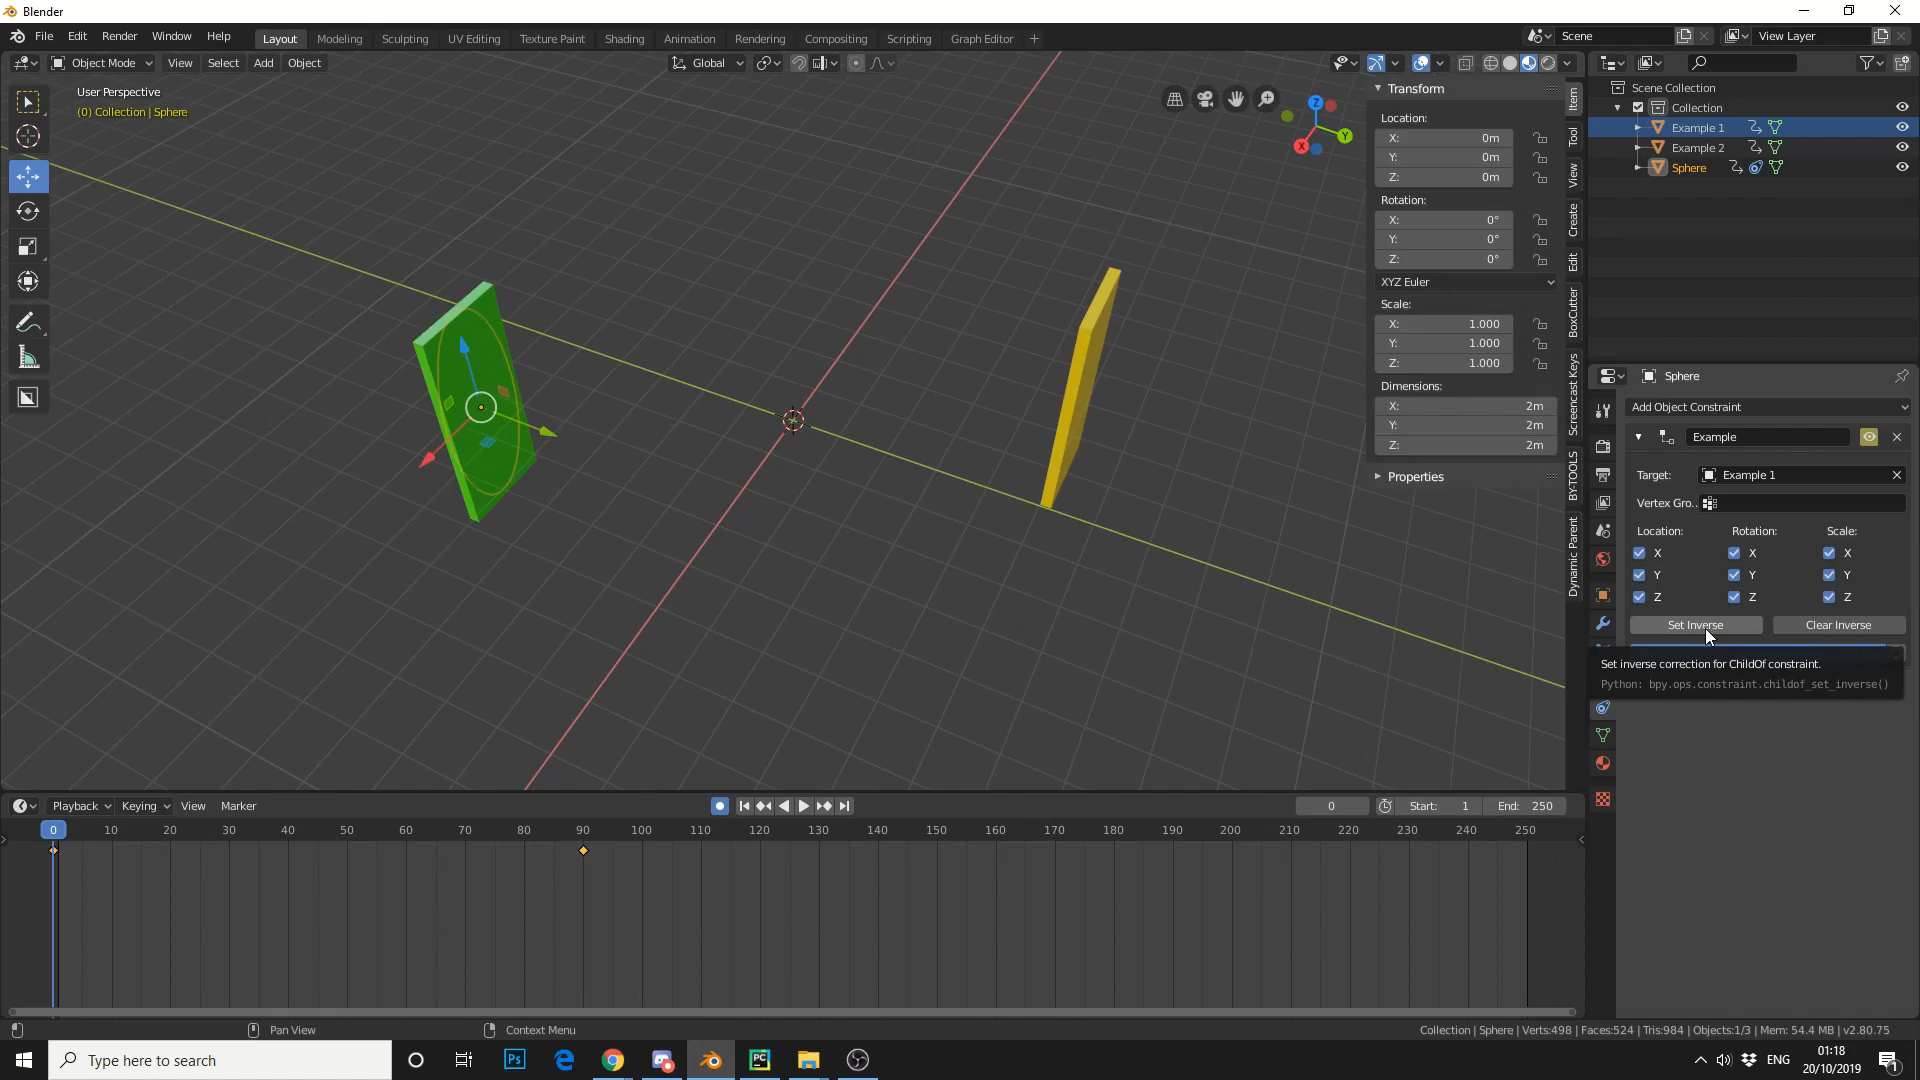 Blender
File Edit Render Window Help
Layout Modeling Sculpting UV Editing Texture Paint Shading Animation Rendering Compositing Scripting Graph Editor +
Scene
View Layer
Object Mode View Select Add Object
Global
User Perspective
(0) Collection | Sphere
Z
Y
X
Transform
Location:
X: 0m
Y: 0m
Z: 0m
Rotation:
X: 0°
Y: 0°
Z: 0°
XYZ Euler
Scale:
X: 1.000
Y: 1.000
Z: 1.000
Dimensions:
X: 2m
Y: 2m
Z: 2m
Properties
Item
Tool
View
Create
Edit
BoxCutter
Screencast Keys
BY-TOOLS
Dynamic Parent
Scene Collection
Collection
Example 1
Example 2
Sphere
Sphere
Add Object Constraint
Example
Target: Example 1
Vertex Gro..
Location: Rotation: Scale:
X X X
Y Y Y
Z Z Z
Set Inverse Clear Inverse
Set inverse correction for ChildOf constraint.
Python: bpy.ops.constraint.childof_set_inverse()
Playback Keying View Marker
0 Start: 1 End: 250
0 10 20 30 40 50 60 70 80 90 100 110 120 130 140 150 160 170 180 190 200 210 220 230 240 250
Pan View Context Menu
Collection | Sphere | Verts:498 | Faces:524 | Tris:984 | Objects:1/3 | Mem: 54.4 MB | v2.80.75
Type here to search
Ps
PC
ENG
01:18
20/10/2019
1